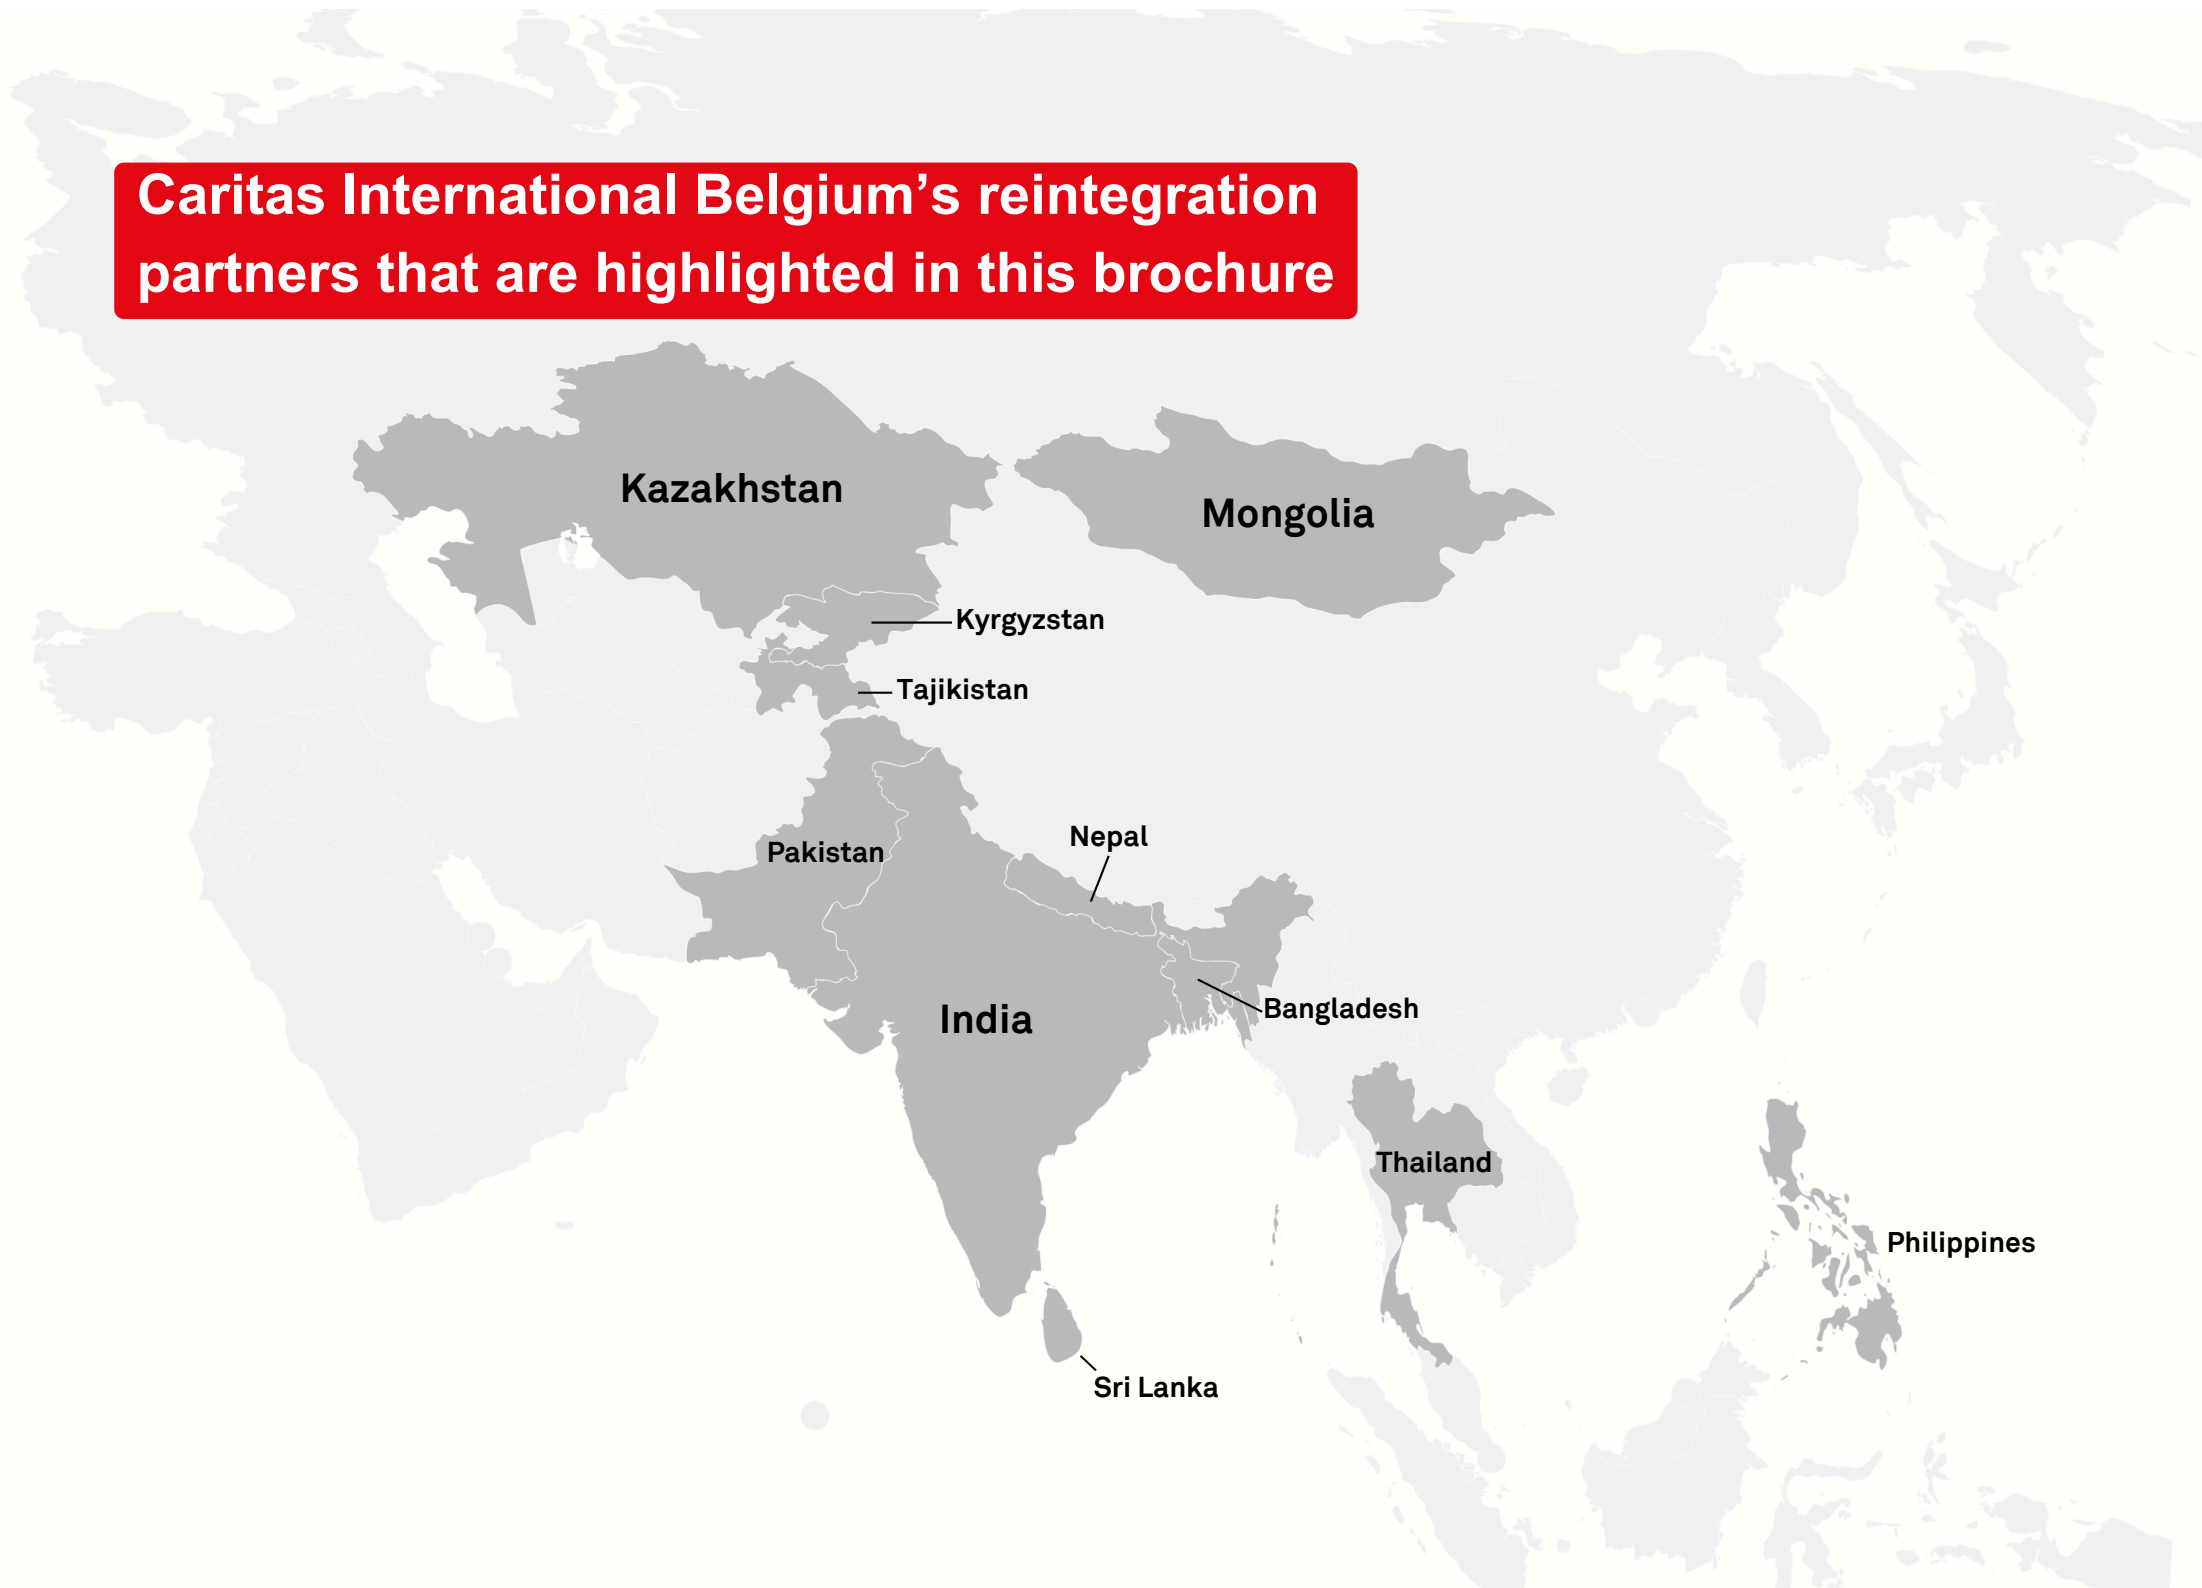 Caritas International Belgium’s reintegration
partners that are highlighted in this brochure
Kazakhstan
Mongolia
Kyrgyzstan
Tajikistan
Nepal
Pakistan
Bangladesh
India
Thailand
Philippines
Sri Lanka